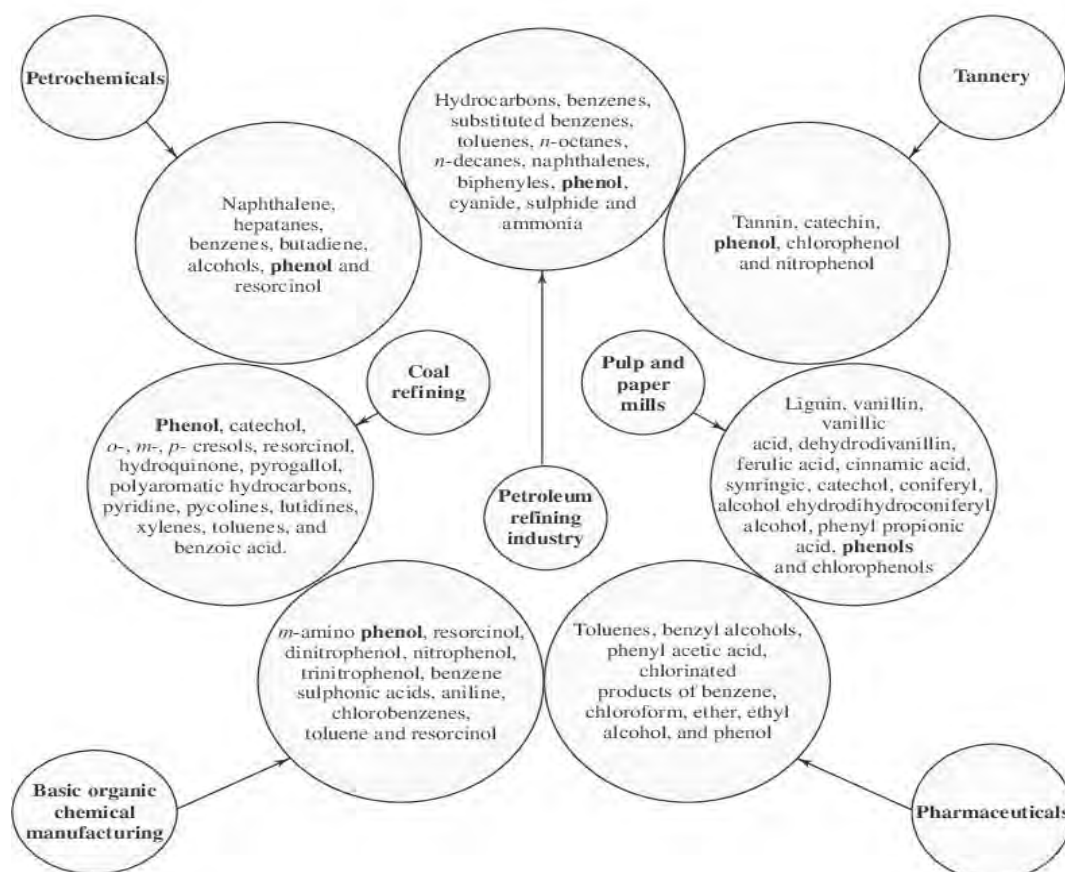 Petrochemicals
Tannery
Hydrocarbons, benzenes,
substituted benzenes,
toluenes, n-octanes,
n-decanes, naphthalenes,
biphenyles, phenol,
cyanide, sulphide and
ammonia
Naphthalene,
hepatanes,
benzenes, butadiene,
alcohols, phenol and
resorcinol
Tannin, catechin,
phenol, chlorophenol
and nitrophenol
Coal
refining
Pulp and
paper
mills
Phenol, catechol,
o-, m-, p- cresols, resorcinol,
hydroquinone, pyrogallol,
polyaromatic hydrocarbons,
pyridine, pycolines, lutidines,
xylenes, toluenes, and
benzoic acid.
Petroleum
refining
industry
Lignin, vanillin,
vanillic
acid, dehydrodivanillin,
ferulic acid, cinnamic acid,
synringic, catechol, coniferyl,
alcohol ehydrodihydroconiferyl
alcohol, phenyl propionic
acid, phenols
and chlorophenols
m-amino phenol, resorcinol,
dinitrophenol, nitrophenol,
trinitrophenol, benzene
sulphonic acids, aniline,
chlorobenzenes,
toluene and resorcinol
Toluenes, benzyl alcohols,
phenyl acetic acid,
chlorinated
products of benzene,
chloroform, ether, ethyl
alcohol, and phenol
Basic organic
chemical
manufacturing
Pharmaceuticals